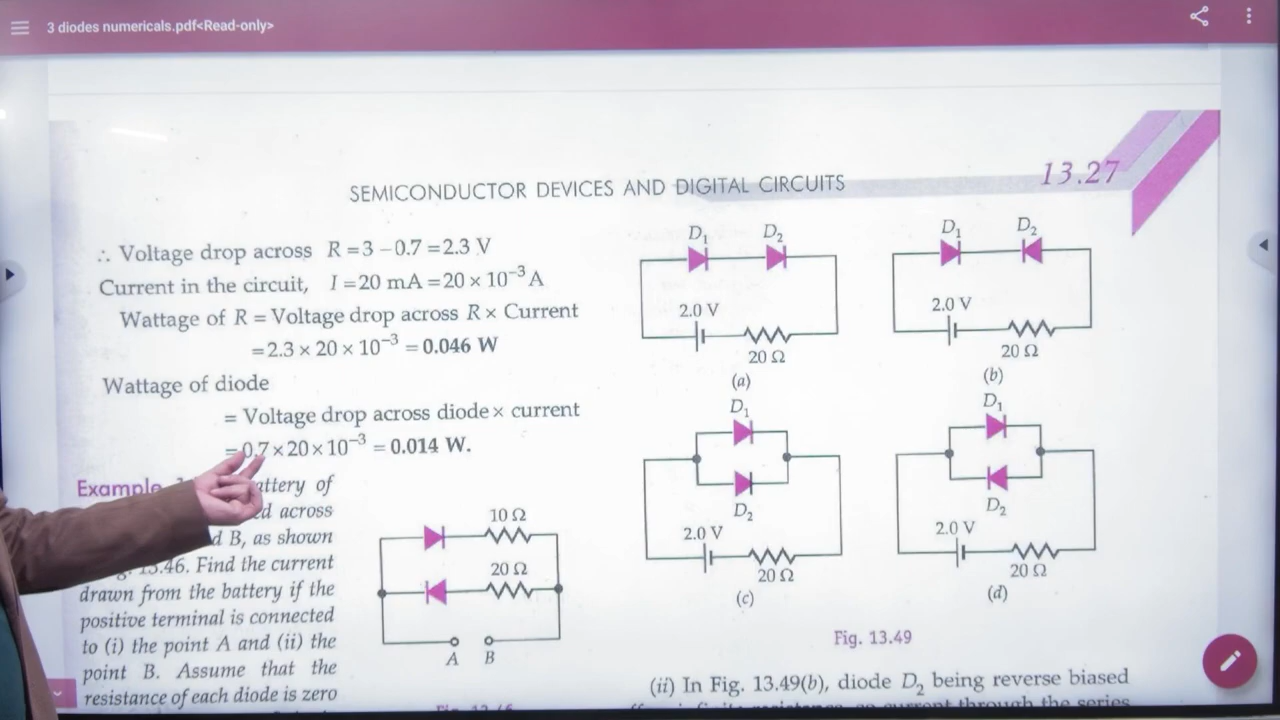 3 diodes numericals.pdf<Read-only>
SEMICONDUCTOR DEVICES AND DIGITAL CIRCUITS
13.27
∴ Voltage drop across R = 3 – 0.7 = 2.3 V
Current in the circuit, I = 20 mA = 20 × 10⁻³ A
Wattage of R = Voltage drop across R × Current
= 2.3 × 20 × 10⁻³ = 0.046 W
Wattage of diode
= Voltage drop across diode × current
= 0.7 × 20 × 10⁻³ = 0.014 W.
Example
attery of
across
B, as shown
13.46. Find the current
drawn from the battery if the
positive terminal is connected
to (i) the point A and (ii) the
point B. Assume that the
resistance of each diode is zero
10 Ω
20 Ω
A B
D₁ D₂
2.0 V
20 Ω
(a)
D₁ D₂
2.0 V
20 Ω
(b)
D₁
D₂
2.0 V
20 Ω
(c)
D₁
D₂
2.0 V
20 Ω
(d)
Fig. 13.49
(ii) In Fig. 13.49(b), diode D₂ being reverse biased